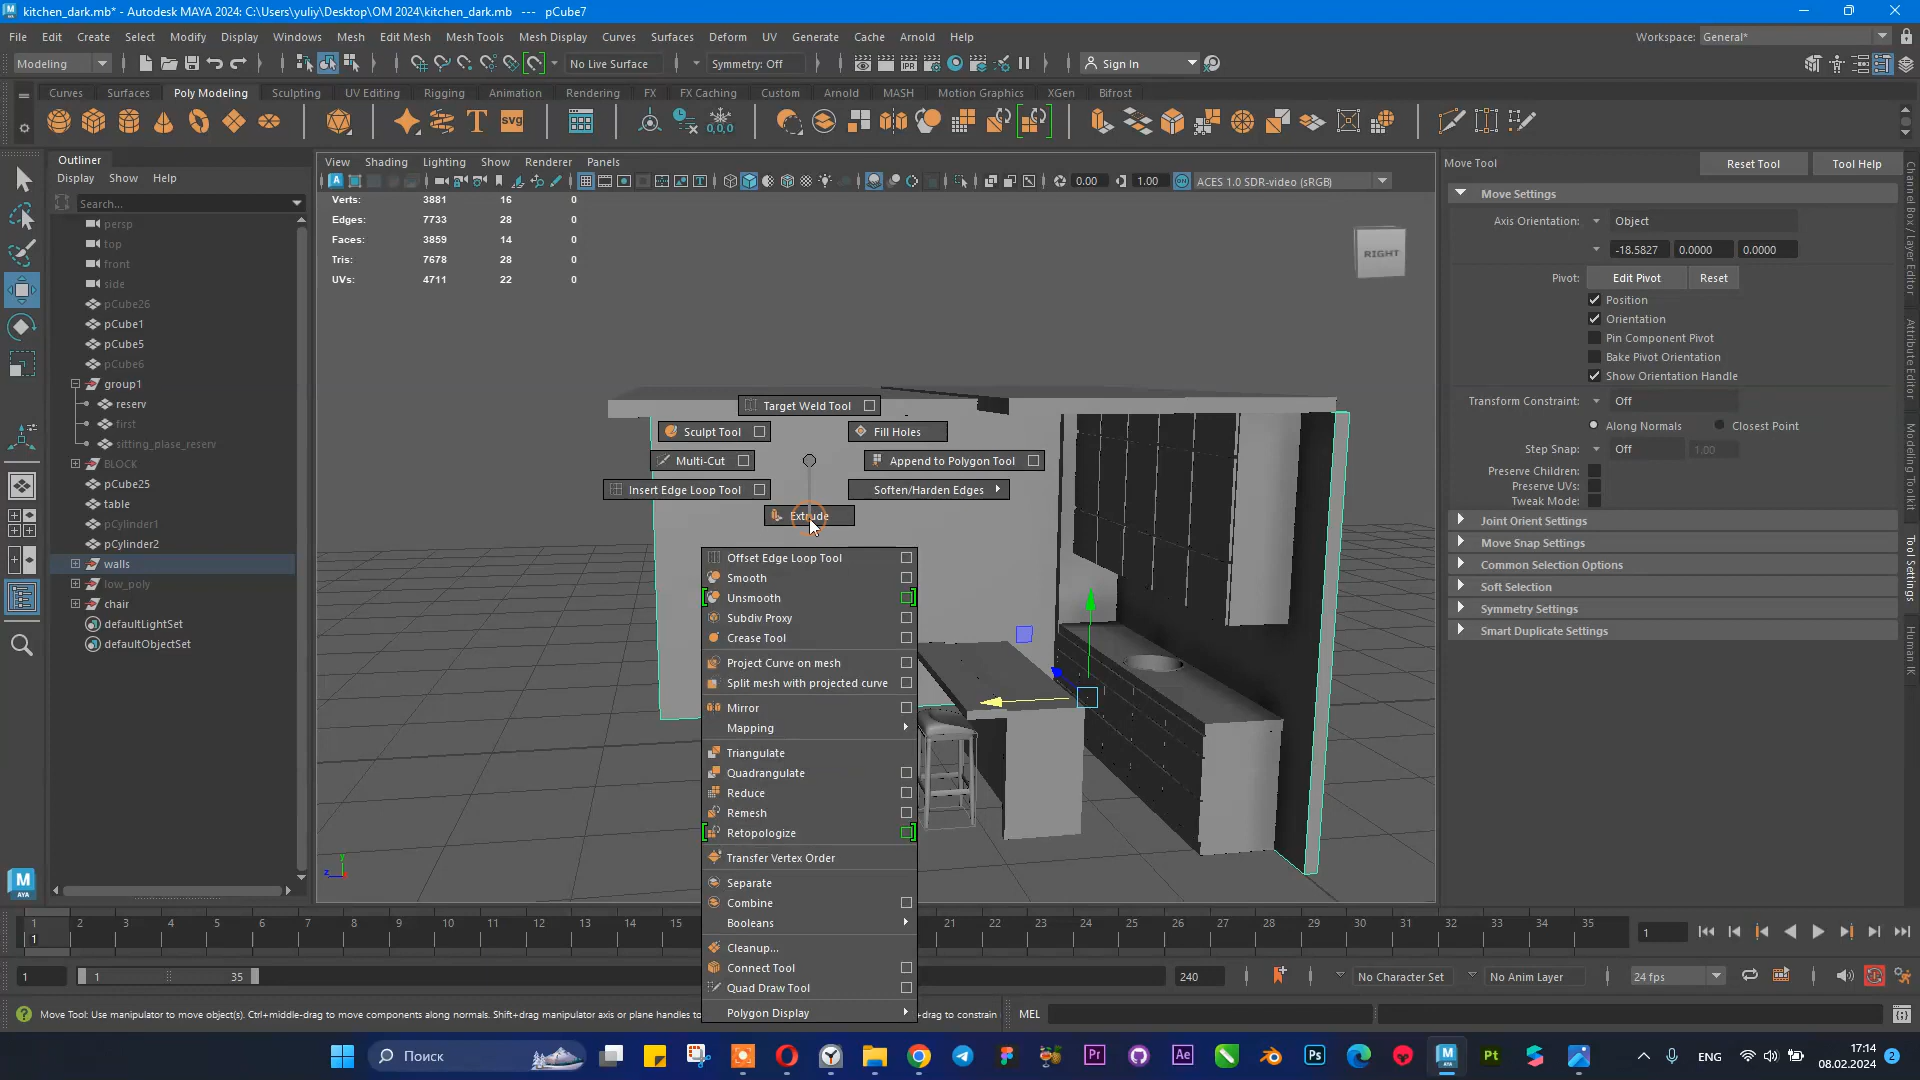 kitchen_dark.mb* - Autodesk MAYA 2024: C:\Users\yuliy\Desktop\OM 2024\kitchen_dark.mb --- pCube7
File Edit Create Select Modify Display Windows Mesh Edit Mesh Mesh Tools Mesh Display Curves Surfaces Deform UV Generate Cache Arnold Help Workspace: General*
Modeling No Live Surface Symmetry: Off Sign In
Curves Surfaces Poly Modeling Sculpting UV Editing Rigging Animation Rendering FX FX Caching Custom Arnold MASH Motion Graphics XGen Bifrost
Outliner
Display Show Help
Search...
persp
top
front
side
pCube26
pCube1
pCube5
pCube6
group1
reserv
first
sitting_plase_reserv
BLOCK
pCube25
table
pCylinder1
pCylinder2
walls
low_poly
chair
defaultLightSet
defaultObjectSet
View Shading Lighting Show Renderer Panels
0.00 1.00 ACES 1.0 SDR-video (sRGB)
Verts: 3881 16 0
Edges: 7733 28 0
Faces: 3859 14 0
Tris: 7678 28 0
UVs: 4711 22 0
RIGHT
Target Weld Tool
Sculpt Tool Fill Holes
Multi-Cut Append to Polygon Tool
Insert Edge Loop Tool Soften/Harden Edges
Extrude
Offset Edge Loop Tool
Smooth
Unsmooth
Subdiv Proxy
Crease Tool
Project Curve on mesh
Split mesh with projected curve
Mirror
Mapping
Triangulate
Quadrangulate
Reduce
Remesh
Retopologize
Transfer Vertex Order
Separate
Combine
Booleans
Cleanup...
Connect Tool
Quad Draw Tool
Polygon Display
y
z
Move Tool Reset Tool Tool Help
Move Settings
Axis Orientation: Object
-18.5827 0.0000 0.0000
Pivot: Edit Pivot Reset
Position
Orientation
Pin Component Pivot
Bake Pivot Orientation
Show Orientation Handle
Transform Constraint: Off
Along Normals Closest Point
Step Snap: Off 1.00
Preserve Children:
Preserve UVs:
Tweak Mode:
Joint Orient Settings
Move Snap Settings
Common Selection Options
Soft Selection
Symmetry Settings
Smart Duplicate Settings
Channel Box / Layer Editor
Attribute Editor
Modeling Toolkit
Tool Settings
Human IK
1 2 3 4 5 6 7 8 9 10 11 12 13 14 15 21 22 23 24 25 26 27 28 29 30 31 32 33 34 35 1
1
1 1 35 240 No Character Set No Anim Layer 24 fps
Move Tool: Use manipulator to move object(s). Ctrl+middle-drag to move components along normals. Shift+drag manipulator axis or plane handles to +drag to constrain MEL
Поиск ENG 17:14
08.02.2024 2